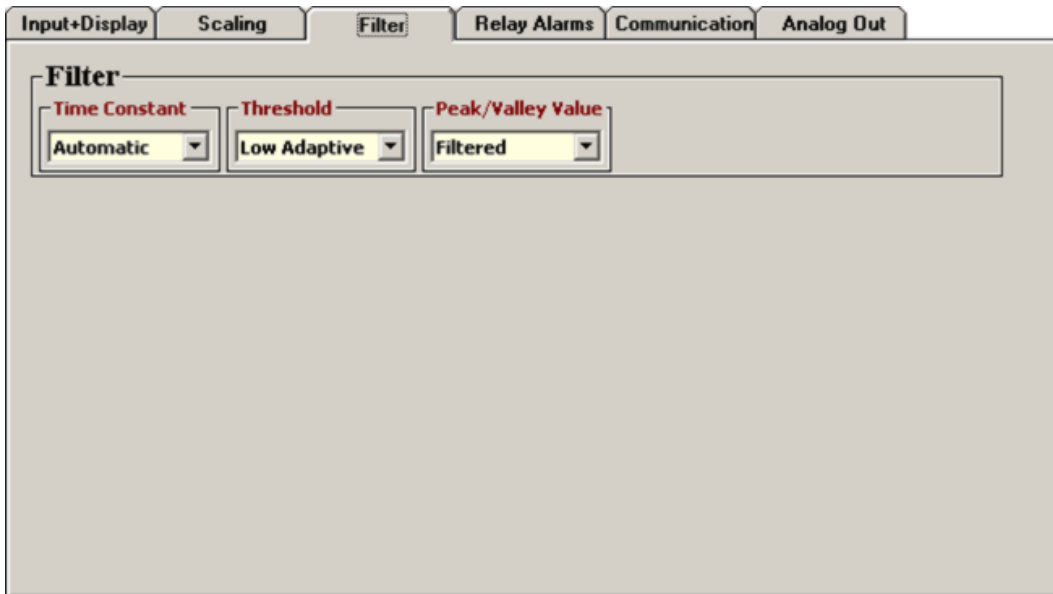 Input+Display Scaling Filter Relay Alarms Communication Analog Out
Filter
Time Constant Threshold Peak/Valley Value
Automatic Low Adaptive Filtered